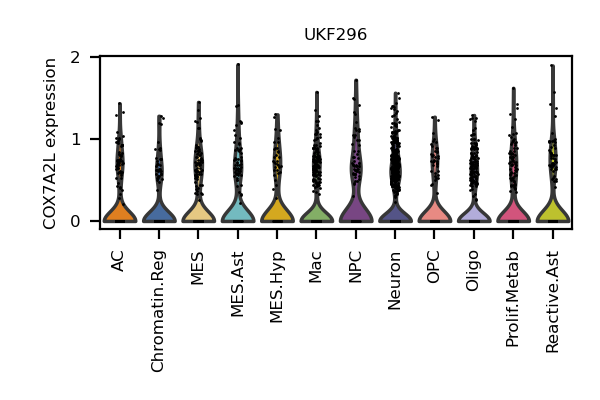 UKF296
COX7A2L expression
2
1
0
AC
Chromatin.Reg
MES
MES.Ast
MES.Hyp
Mac
NPC
Neuron
OPC
Oligo
Prolif.Metab
Reactive.Ast